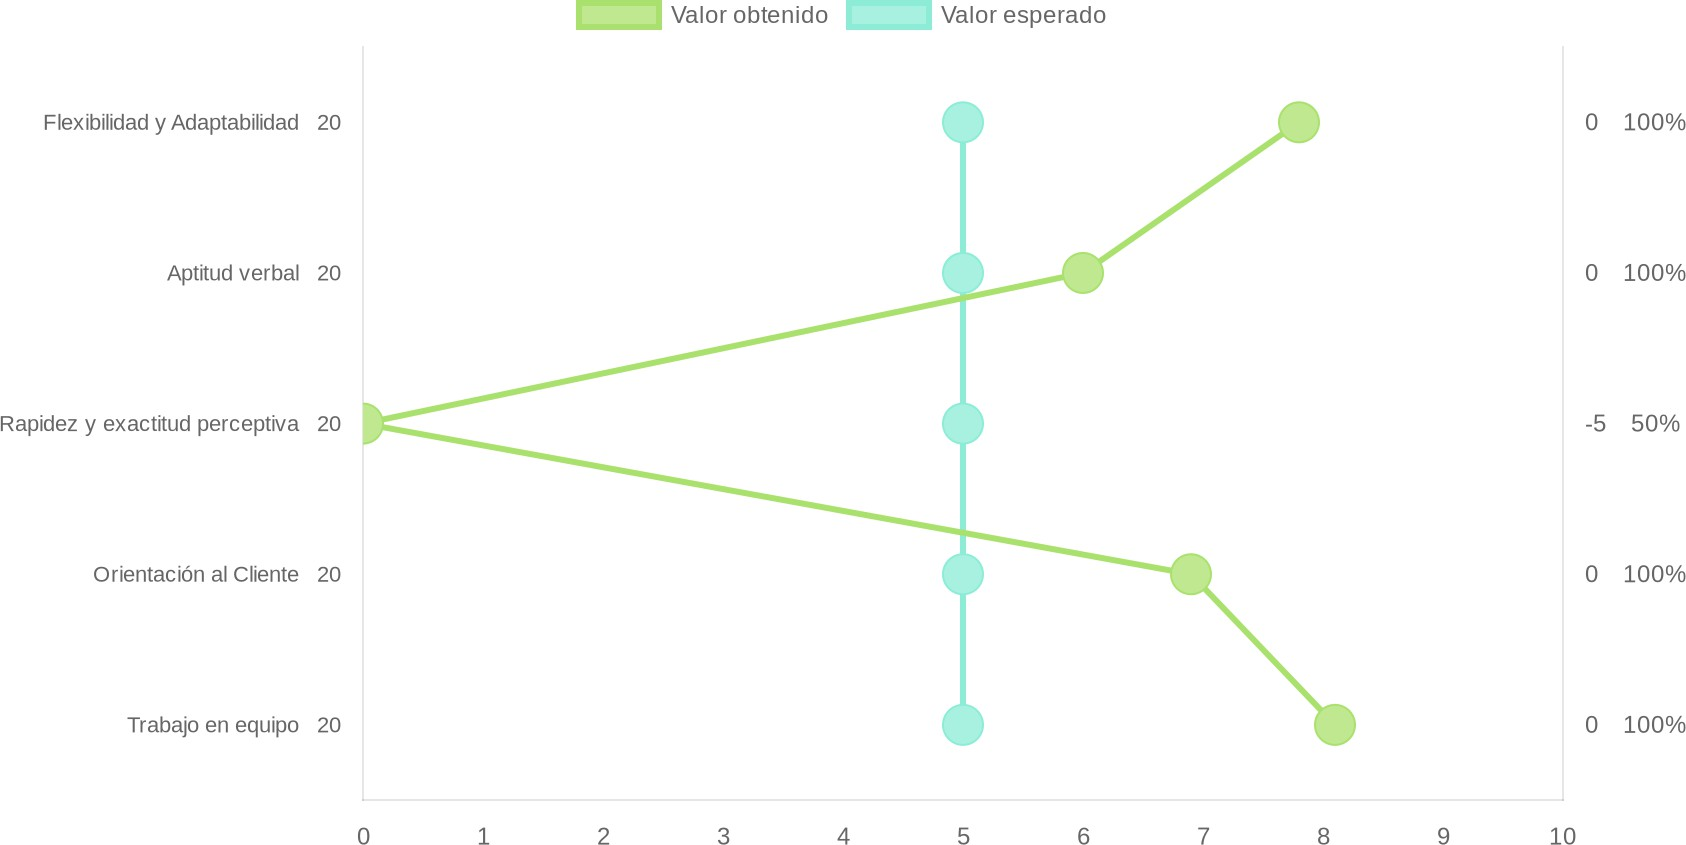 Valor obtenido Valor esperado
Flexibilidad y Adaptabilidad 20 0 100%
Aptitud verbal 20 0 100%
Rapidez y exactitud perceptiva 20 -5 50%
Orientación al Cliente 20 0 100%
Trabajo en equipo 20 0 100%
0 1 2 3 4 5 6 7 8 9 10